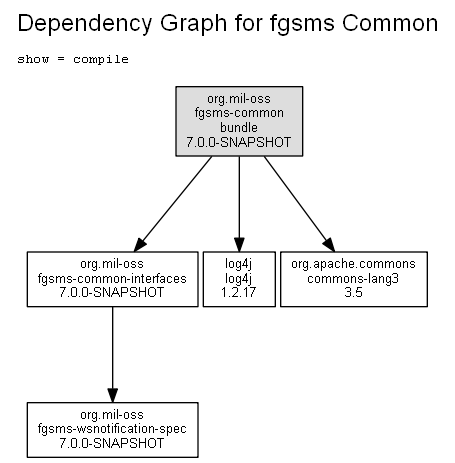 Dependency Graph for fgsms Common
show = compile
org.mil-oss
fgsms-common
bundle
7.0.0-SNAPSHOT
org.mil-oss
fgsms-common-interfaces
7.0.0-SNAPSHOT
log4j
log4j
1.2.17
org.apache.commons
commons-lang3
3.5
org.mil-oss
fgsms-wsnotification-spec
7.0.0-SNAPSHOT